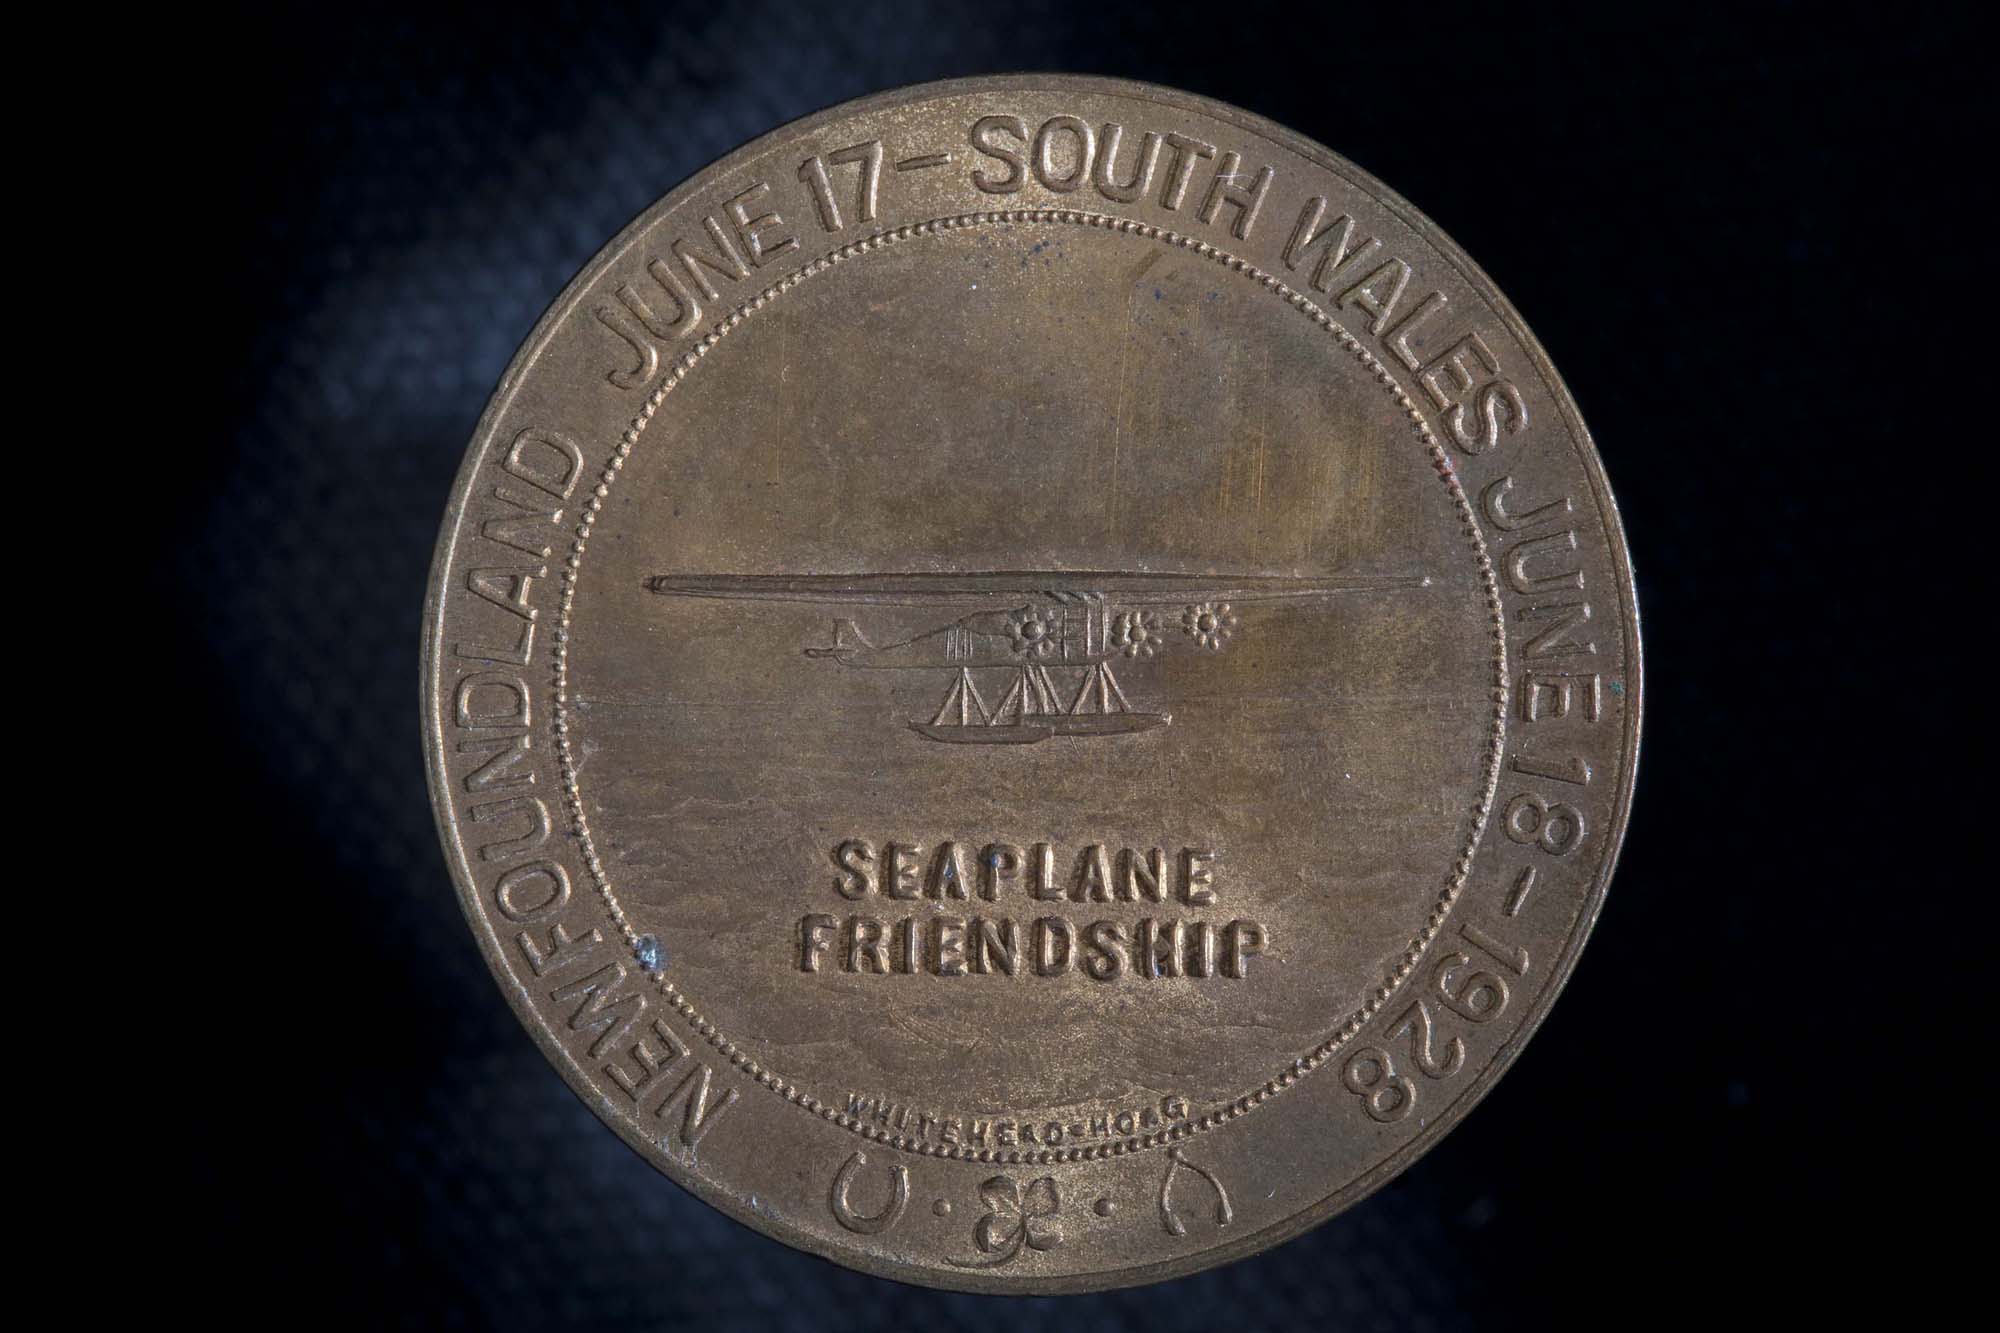 NEWFOUNDLAND JUNE 17 – SOUTH WALES JUNE 18 – 1928
SEAPLANE
FRIENDSHIP
WHITEHEAD=HOAG